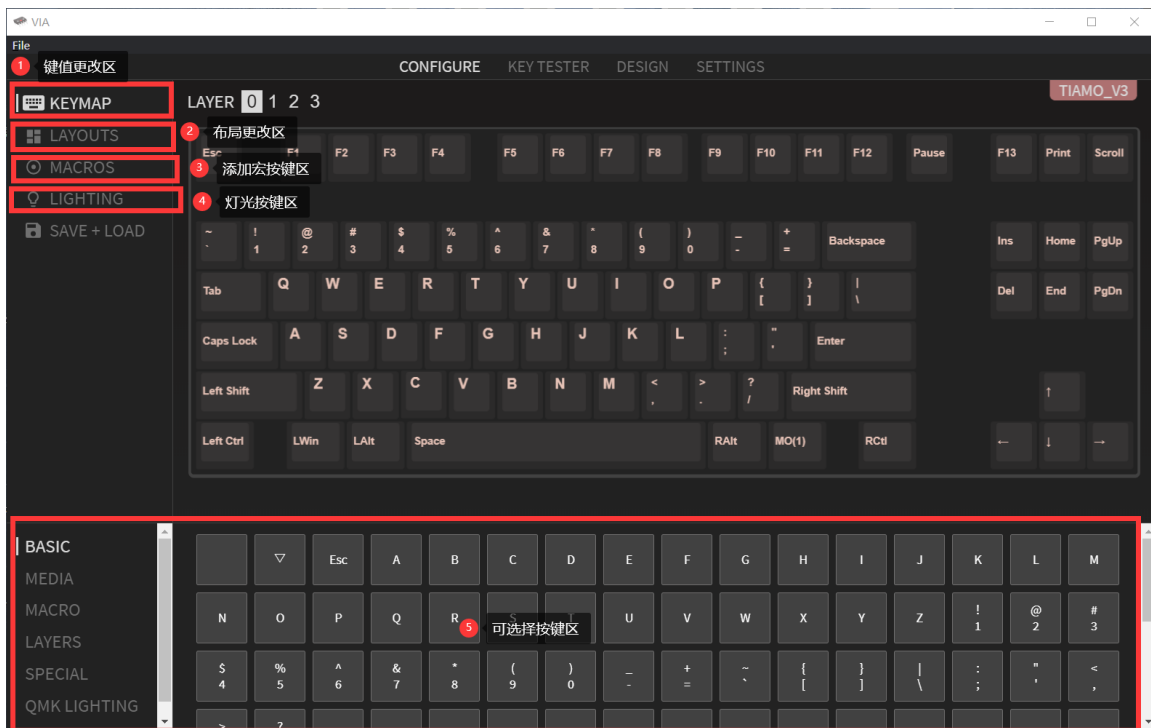 VIA
File
1 键值更改区
CONFIGURE KEY TESTER DESIGN SETTINGS
KEYMAP
LAYER 0 1 2 3
TIAMO_V3
LAYOUTS
2 布局更改区
Esc F1 F2 F3 F4 F5 F6 F7 F8 F9 F10 F11 F12 Pause F13 Print Scroll
MACROS
3 添加宏按键区
LIGHTING
4 灯光按键区
SAVE + LOAD
~ ! @ # $ % ^ & * ( ) _ +
` 1 2 3 4 5 6 7 8 9 0 - = Backspace Ins Home PgUp
Tab Q W E R T Y U I O P { } |
[ ] \ Del End PgDn
Caps Lock A S D F G H J K L : "
; ' Enter
Left Shift Z X C V B N M < > ?
, . / Right Shift ↑
Left Ctrl LWin LAlt Space RAlt MO(1) RCtl ← ↓ →
BASIC
MEDIA
MACRO
LAYERS
SPECIAL
QMK LIGHTING
▽ Esc A B C D E F G H I J K L M
N O P Q R S T U V W X Y Z ! @ #
1 2 3
5 可选择按键区
$ % ^ & * ( ) _ + ~ { } | : " <
4 5 6 7 8 9 0 - = ` [ ] \ ; ' ,
> ?